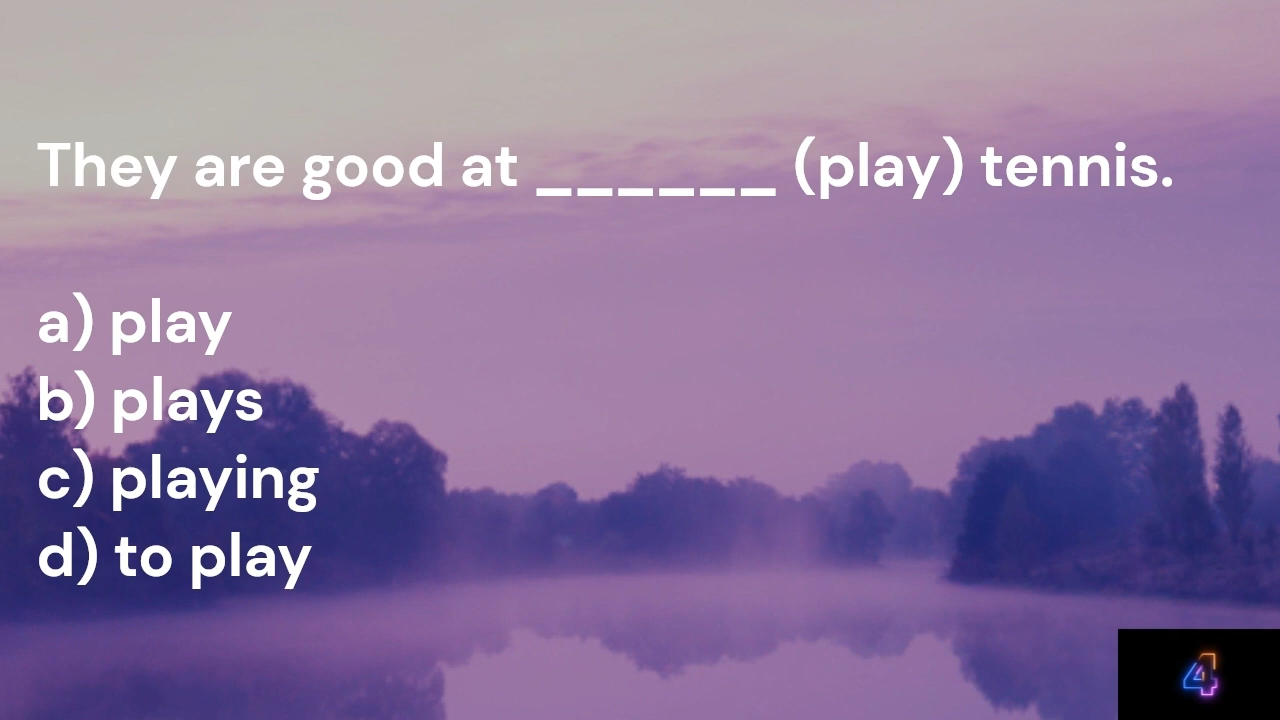 They are good at ______ (play) tennis.
a) play
b) plays
c) playing
d) to play
4